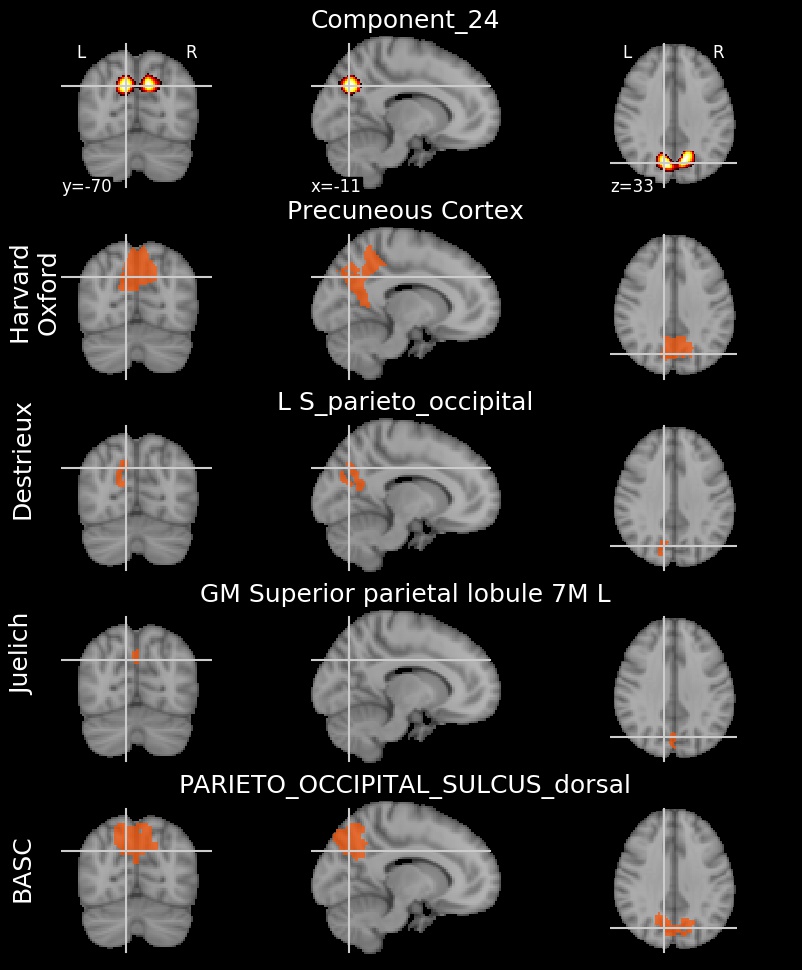 Component_24
L R
L R
y=-70
x=-11
z=33
Precuneous Cortex
Harvard
Oxford
L S_parieto_occipital
Destrieux
GM Superior parietal lobule 7M L
Juelich
PARIETO_OCCIPITAL_SULCUS_dorsal
BASC